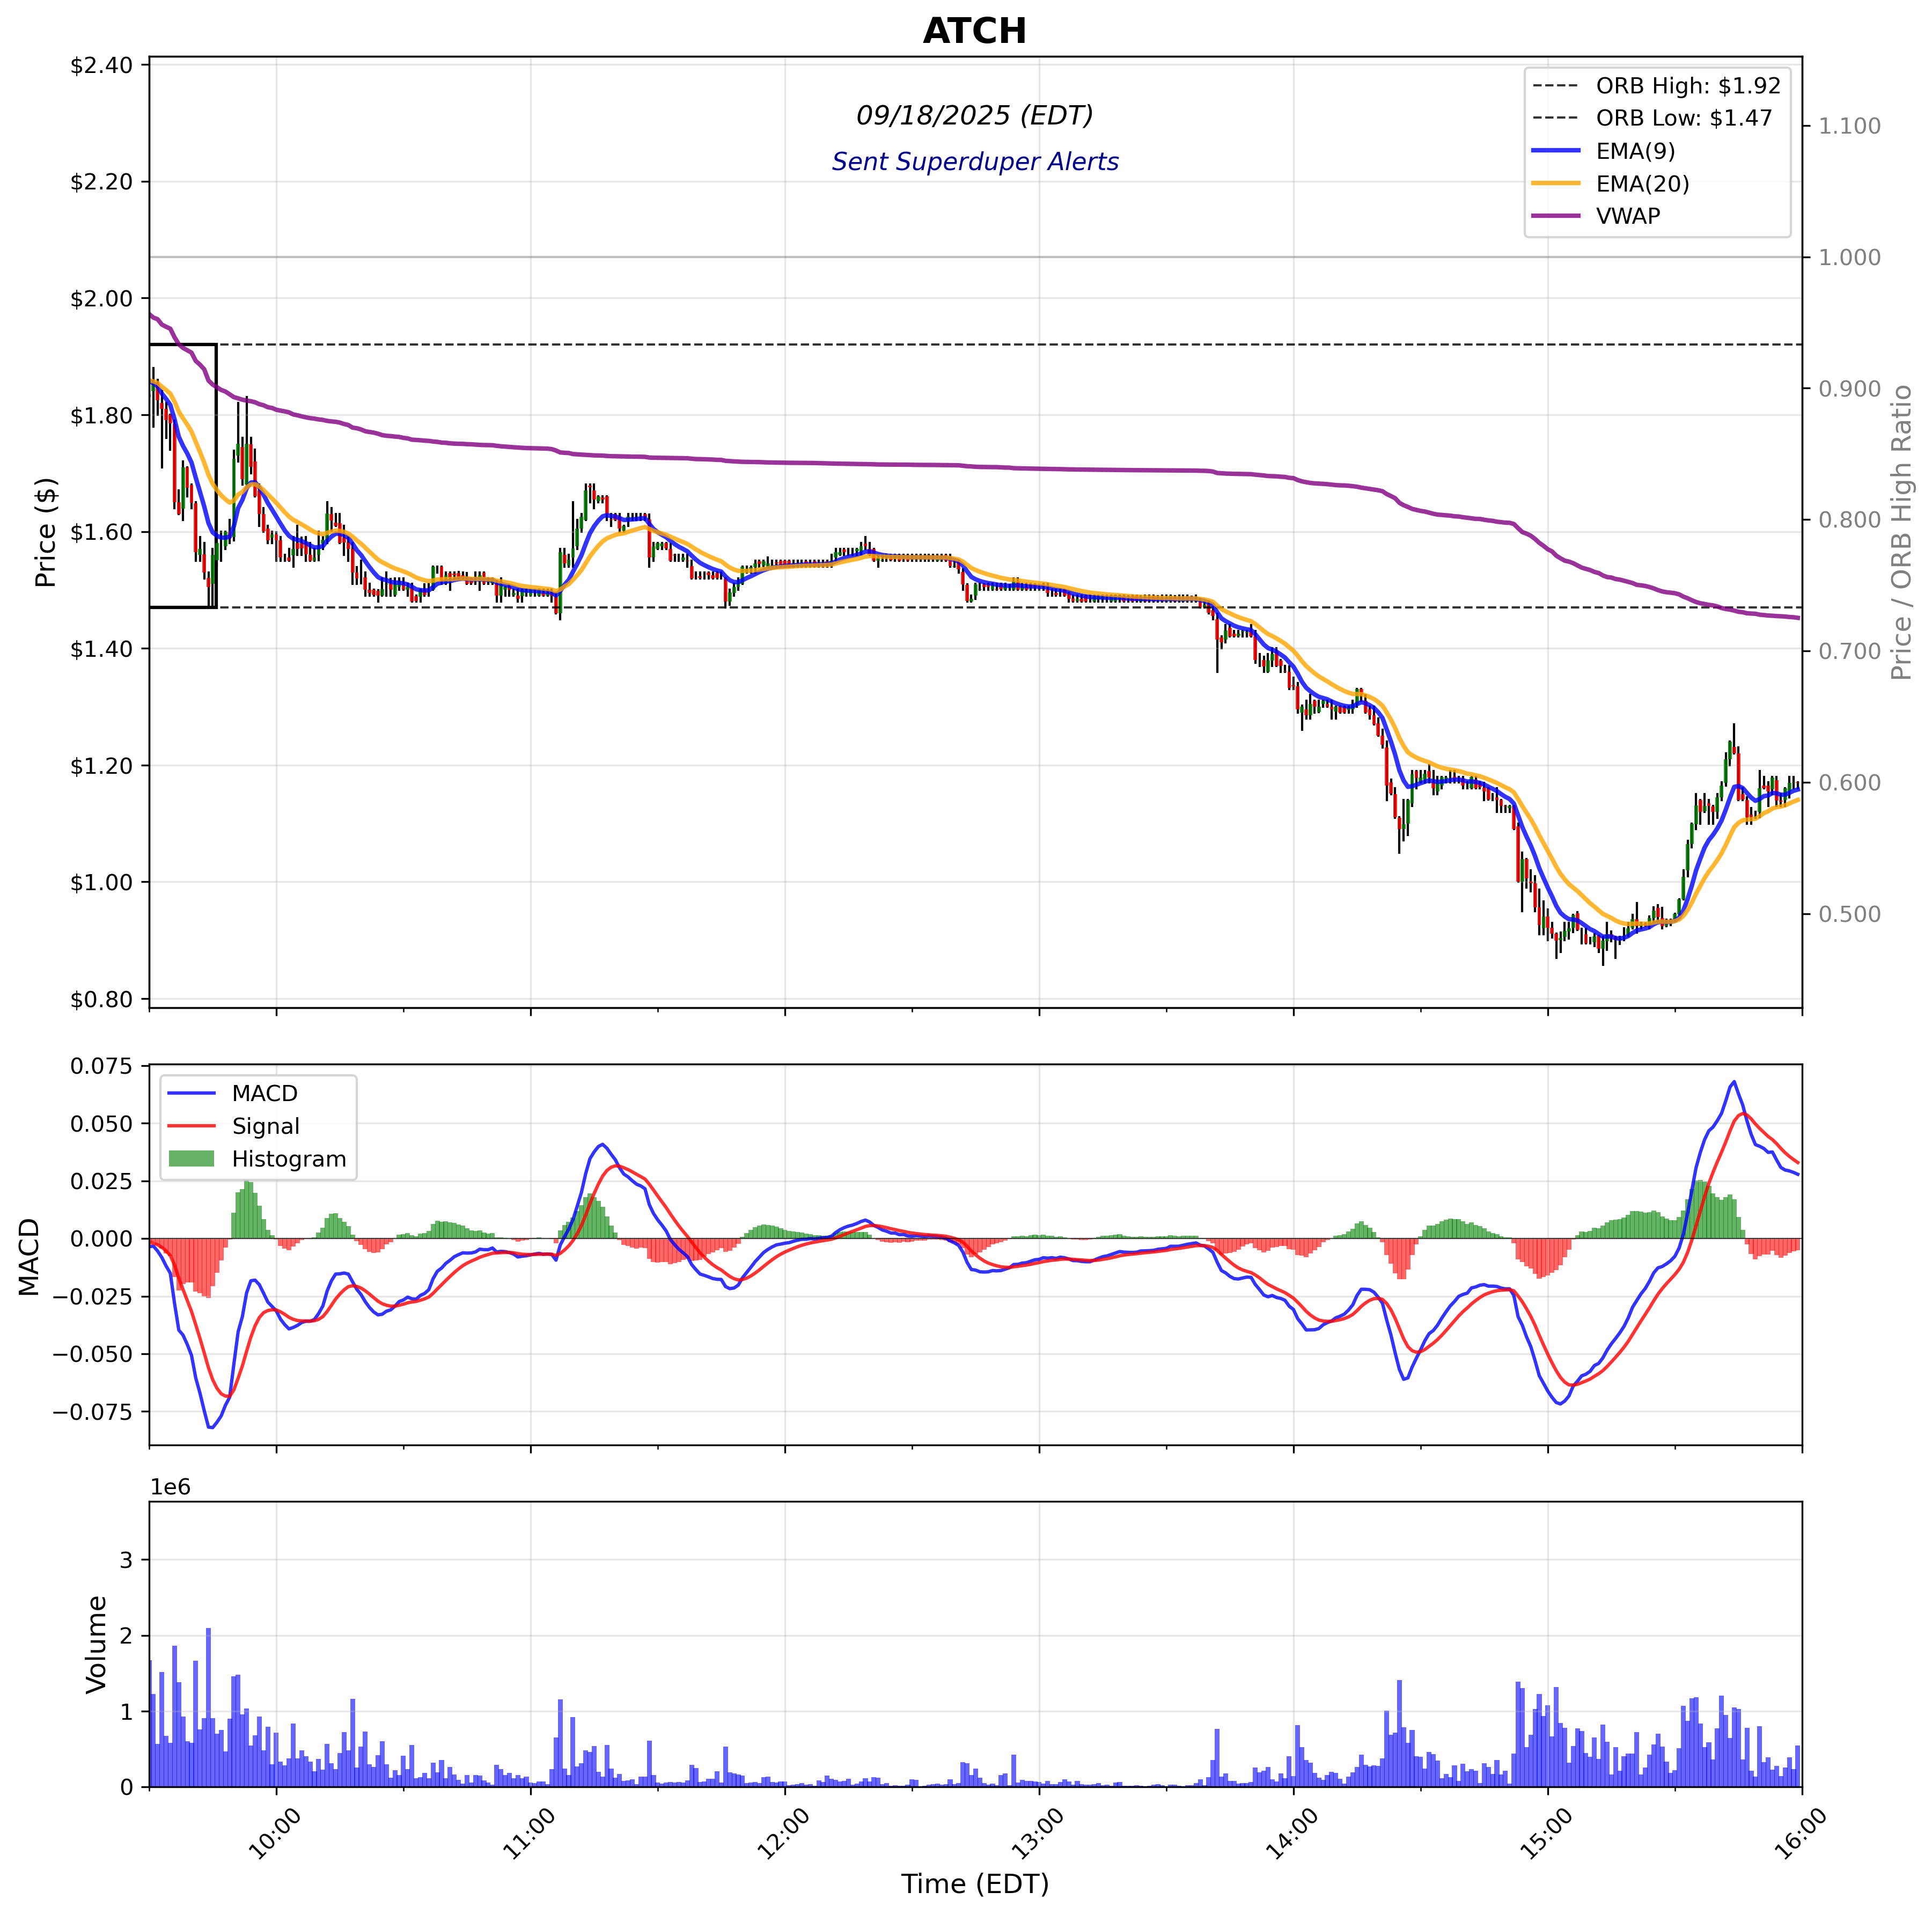 ATCH
09/18/2025 (EDT)
Sent Superduper Alerts
ORB High: $1.92
ORB Low: $1.47
EMA(9)
EMA(20)
VWAP
$2.40
$2.20
$2.00
$1.80
$1.60
$1.40
$1.20
$1.00
$0.80
Price ($)
1.100
1.000
0.900
0.800
0.700
0.600
0.500
Price / ORB High Ratio
MACD
Signal
Histogram
0.075
0.050
0.025
0.000
−0.025
−0.050
−0.075
MACD
1e6
3
2
1
0
Volume
10:00
11:00
12:00
13:00
14:00
15:00
16:00
Time (EDT)